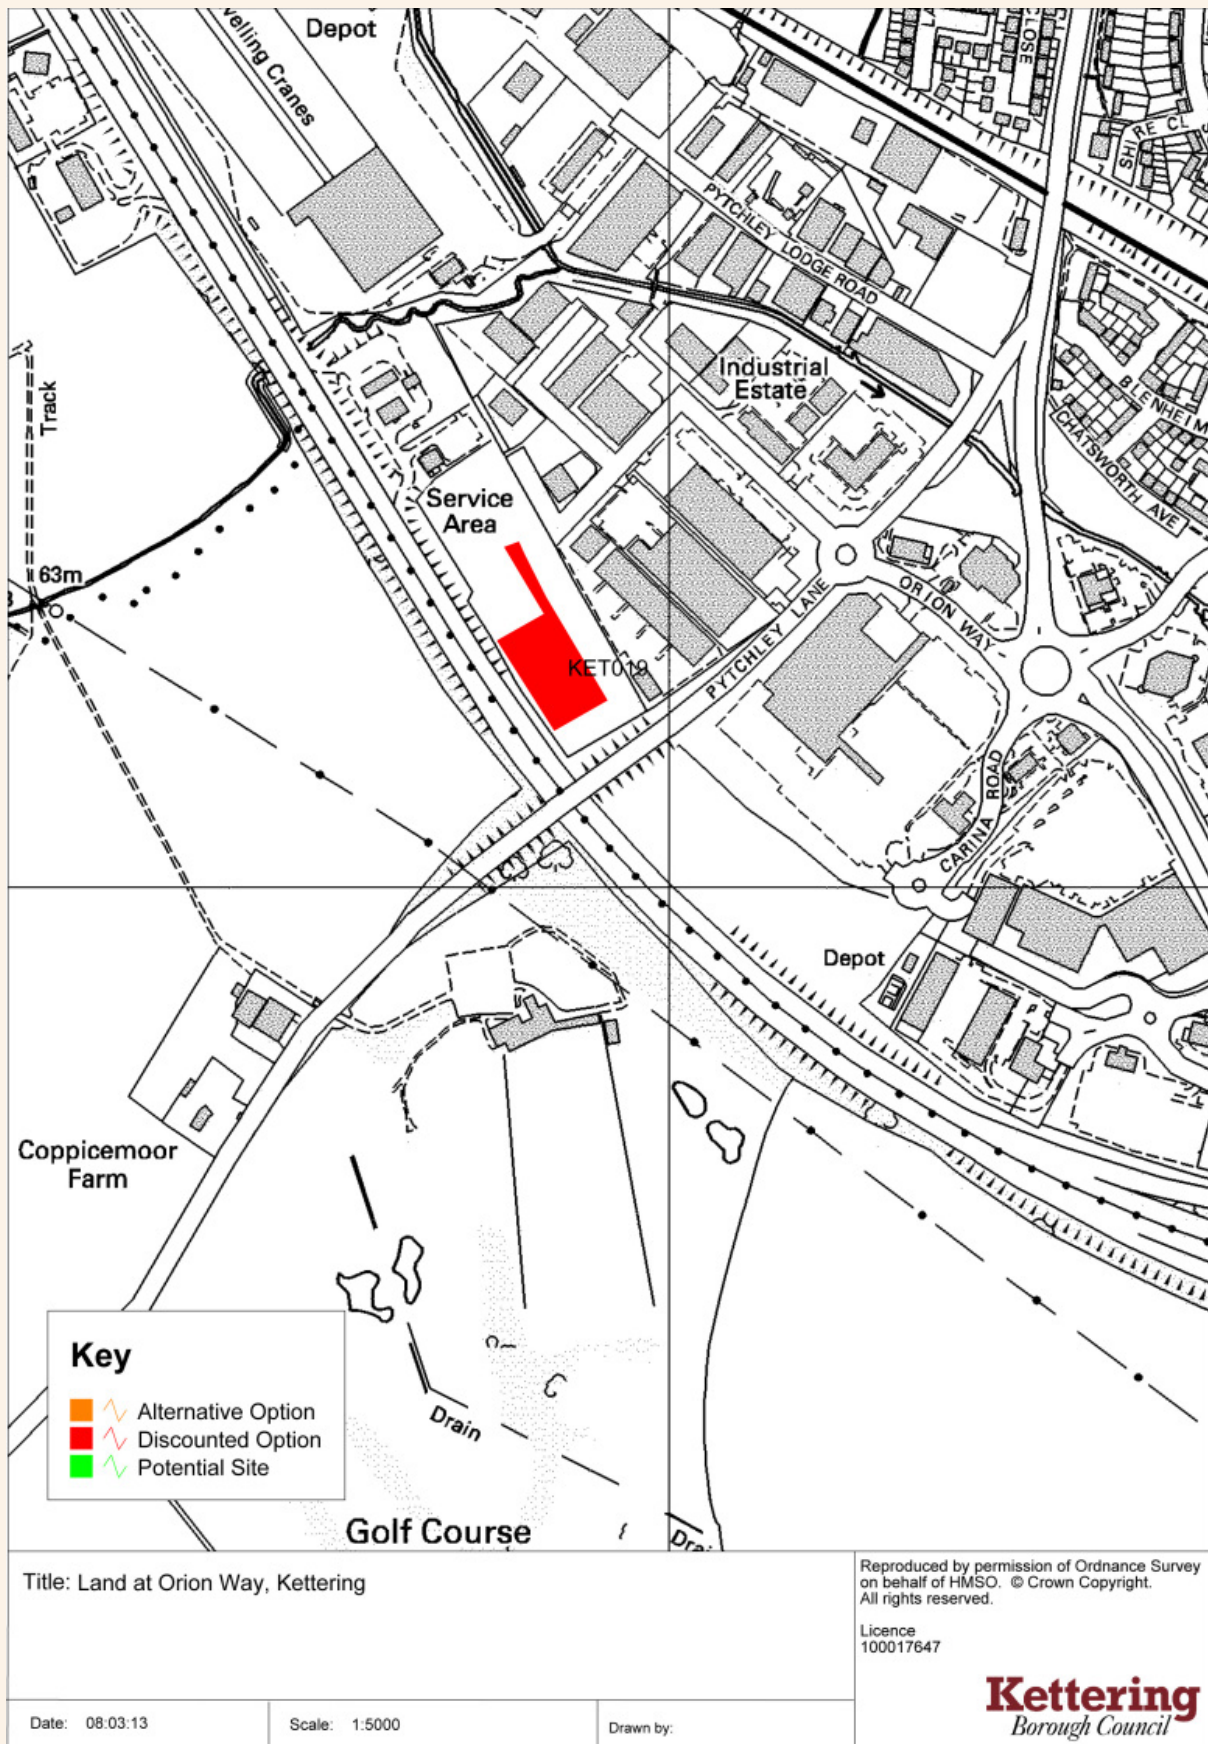 Depot
velling Cranes
CLOSE
RE CL
SHI
PYTCHLEY LODGE ROAD
Track
Industrial
Estate
BLENHEIM
CHATSWORTH AVE
Service
Area
63m
ORION WAY
PYTCHLEY LANE
KET019
CARINA ROAD
Depot
Coppicemoor
Farm
Key
Alternative Option
Discounted Option
Potential Site
Drain
Golf Course
Title: Land at Orion Way, Kettering
Reproduced by permission of Ordnance Survey
on behalf of HMSO. © Crown Copyright.
All rights reserved.
Licence
100017647
Kettering
Borough Council
Date: 08:03:13
Scale: 1:5000
Drawn by: